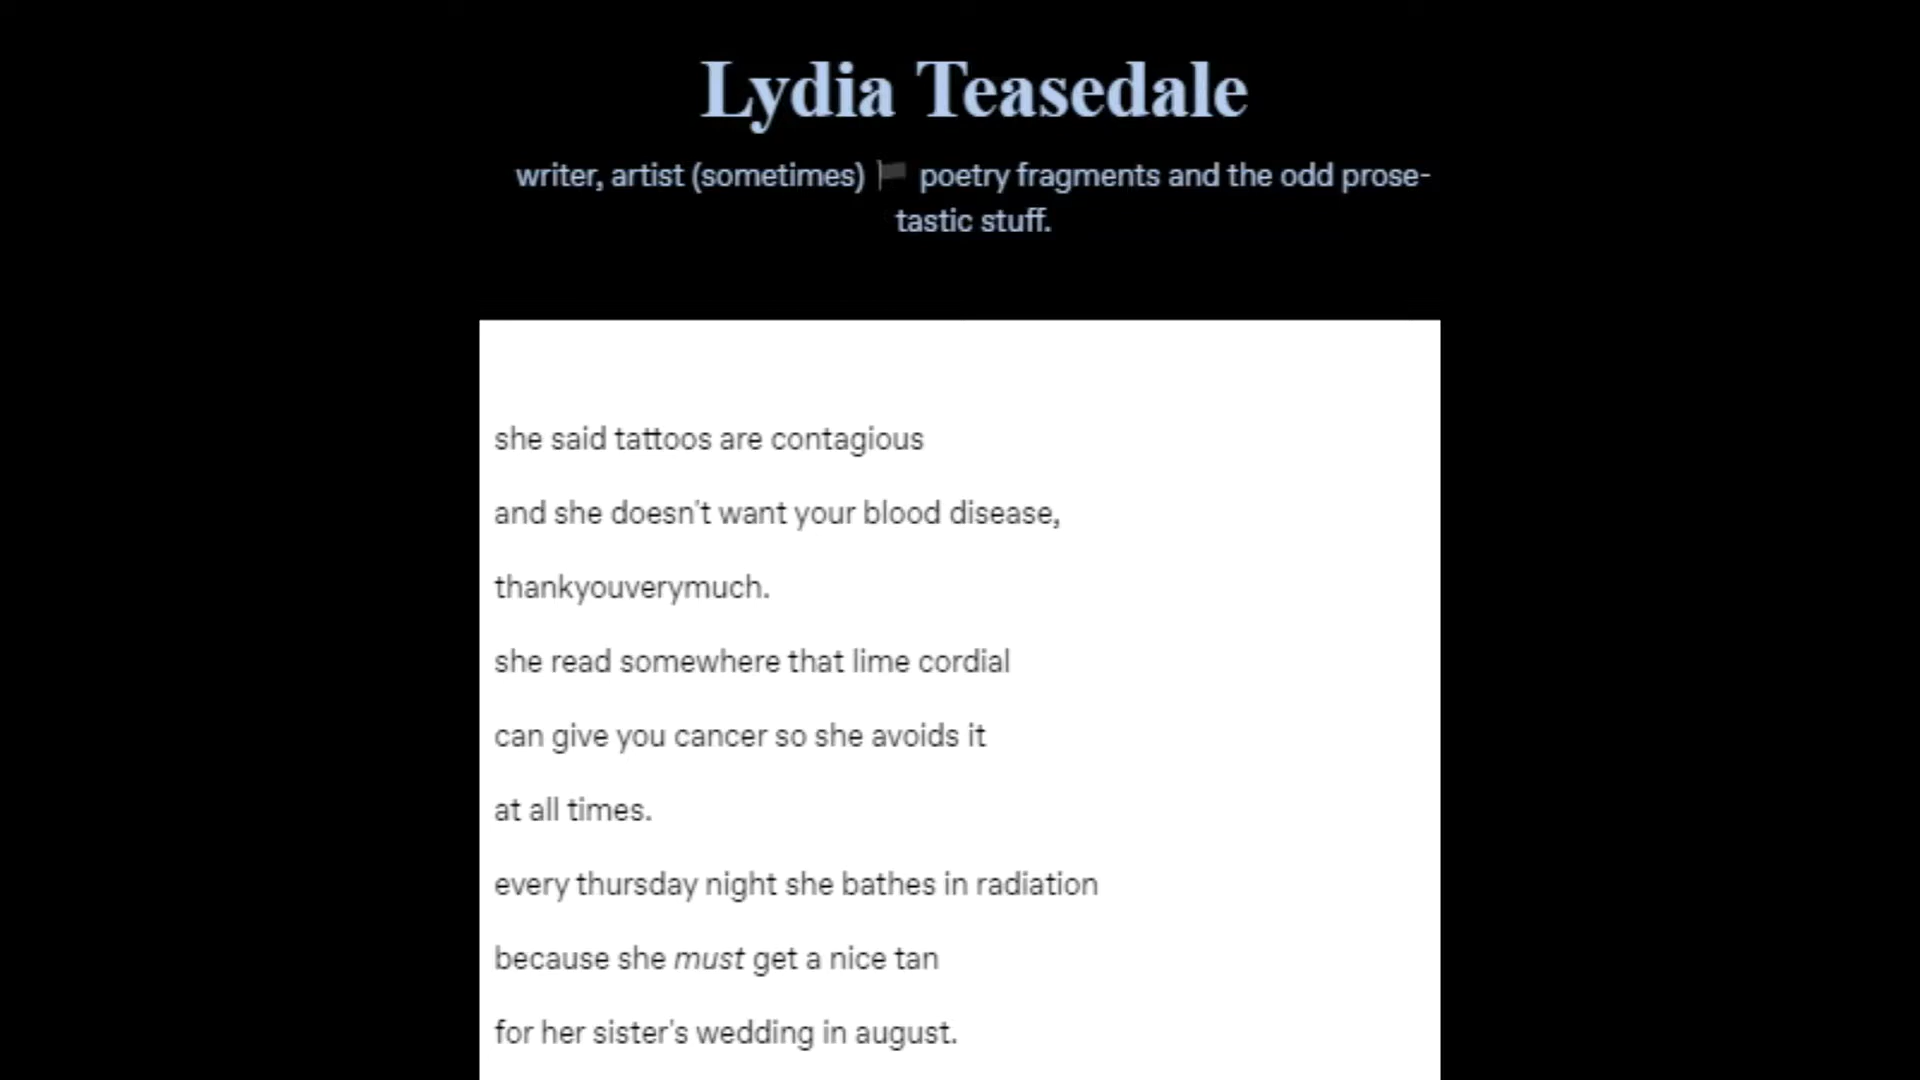 Lydia Teasedale
writer, artist (sometimes) 🏴 poetry fragments and the odd prose-
tastic stuff.
she said tattoos are contagious
and she doesn't want your blood disease,
thankyouverymuch.
she read somewhere that lime cordial
can give you cancer so she avoids it
at all times.
every thursday night she bathes in radiation
because she must get a nice tan
for her sister's wedding in august.